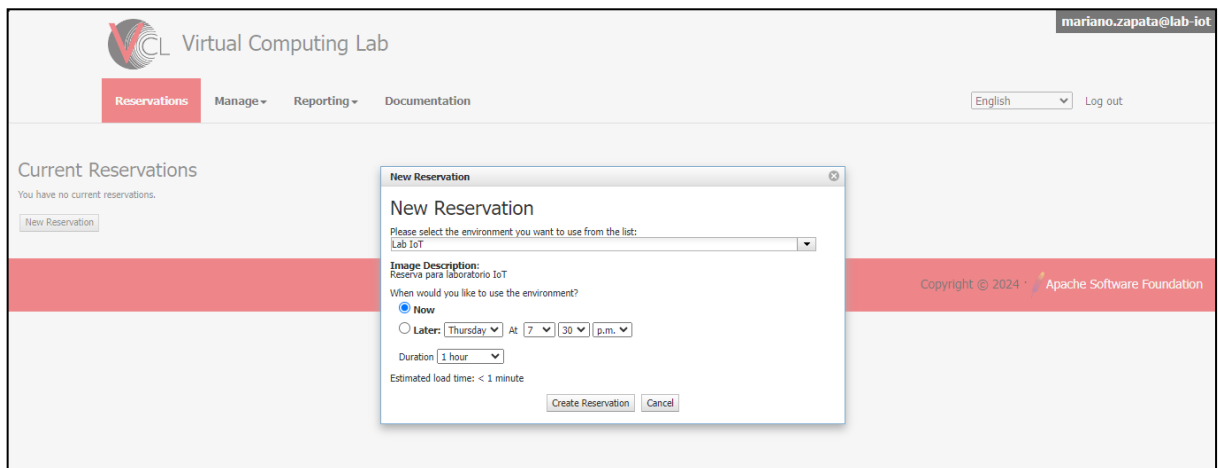 mariano.zapata@lab-iot
VCL Virtual Computing Lab
Reservations Manage Reporting Documentation English Log out
Current Reservations
You have no current reservations.
New Reservation
New Reservation
New Reservation
Please select the environment you want to use from the list:
Lab IoT
Image Description:
Reserva para laboratorio IoT
When would you like to use the environment?
Now
Later: Thursday At 7 30 p.m.
Duration 1 hour
Estimated load time: < 1 minute
Create Reservation Cancel
Copyright © 2024 · Apache Software Foundation